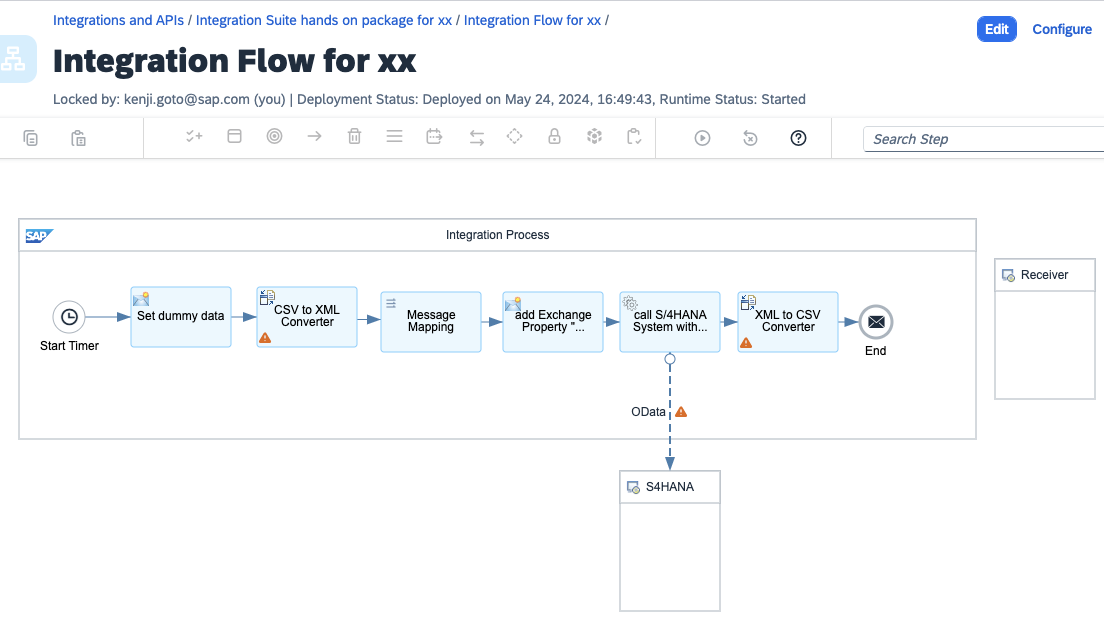 Integrations and APIs / Integration Suite hands on package for xx / Integration Flow for xx /
Edit
Configure
Integration Flow for xx
Locked by: kenji.goto@sap.com (you) | Deployment Status: Deployed on May 24, 2024, 16:49:43, Runtime Status: Started
Search Step
SAP
Integration Process
Receiver
Start Timer
Set dummy data
CSV to XML
Converter
Message
Mapping
add Exchange
Property "...
call S/4HANA
System with...
XML to CSV
Converter
End
OData
S4HANA